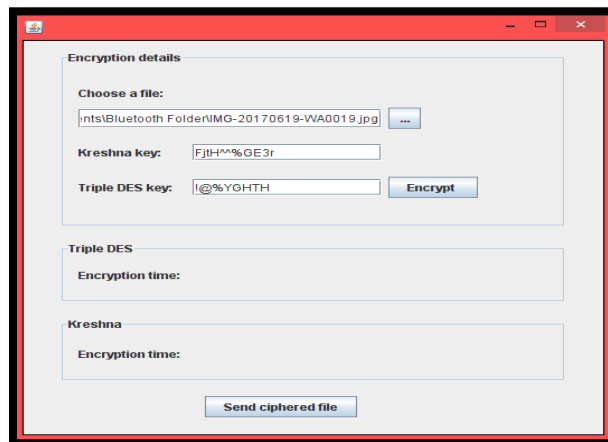 Encryption details
Choose a file:
nts\Bluetooth Folder\IMG-20170619-WA0019.jpg ...
Kreshna key: FjtH^^%GE3r
Triple DES key: !@%YGHTH Encrypt
Triple DES
Encryption time:
Kreshna
Encryption time:
Send ciphered file